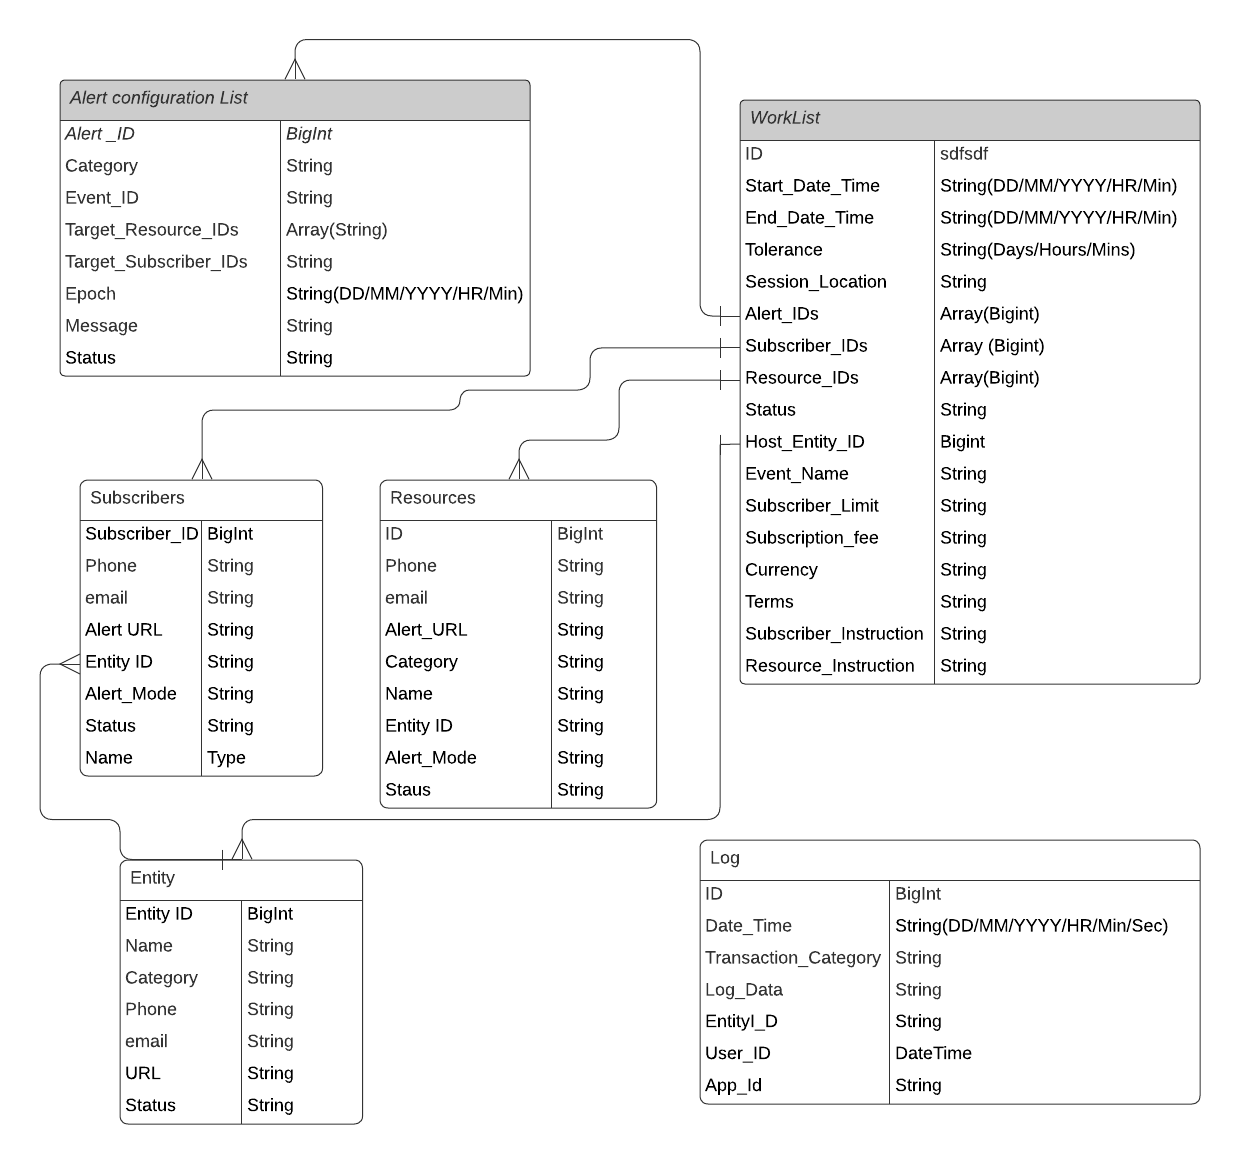 Alert configuration List
Alert _ID BigInt
Category String
Event_ID String
Target_Resource_IDs Array(String)
Target_Subscriber_IDs String
Epoch String(DD/MM/YYYY/HR/Min)
Message String
Status String
WorkList
ID sdfsdf
Start_Date_Time String(DD/MM/YYYY/HR/Min)
End_Date_Time String(DD/MM/YYYY/HR/Min)
Tolerance String(Days/Hours/Mins)
Session_Location String
Alert_IDs Array(Bigint)
Subscriber_IDs Array (Bigint)
Resource_IDs Array(Bigint)
Status String
Host_Entity_ID Bigint
Event_Name String
Subscriber_Limit String
Subscription_fee String
Currency String
Terms String
Subscriber_Instruction String
Resource_Instruction String
Subscribers
Subscriber_ID BigInt
Phone String
email String
Alert URL String
Entity ID String
Alert_Mode String
Status String
Name Type
Resources
ID BigInt
Phone String
email String
Alert_URL String
Category String
Name String
Entity ID String
Alert_Mode String
Staus String
Entity
Entity ID BigInt
Name String
Category String
Phone String
email String
URL String
Status String
Log
ID BigInt
Date_Time String(DD/MM/YYYY/HR/Min/Sec)
Transaction_Category String
Log_Data String
EntityI_D String
User_ID DateTime
App_Id String